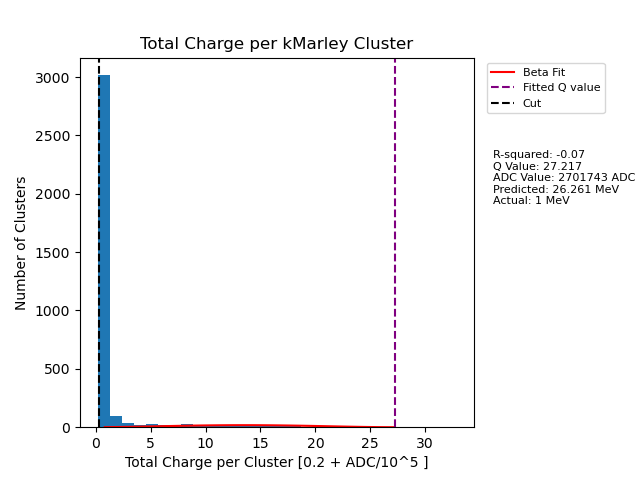 Total Charge per kMarley Cluster
Number of Clusters
3000
2500
2000
1500
1000
500
0
0 5 10 15 20 25 30
Total Charge per Cluster [0.2 + ADC/10^5 ]
Beta Fit
Fitted Q value
Cut
R-squared: -0.07
Q Value: 27.217
ADC Value: 2701743 ADC
Predicted: 26.261 MeV
Actual: 1 MeV